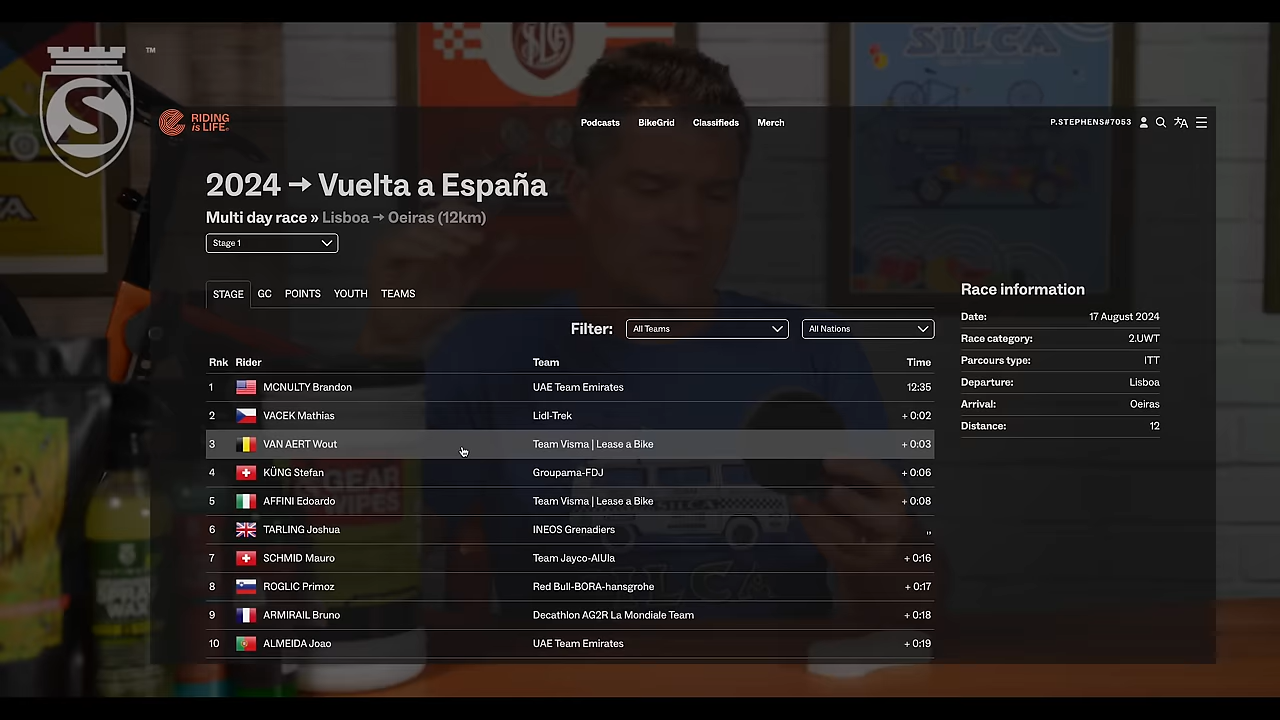 TM
S
SILCA
RIDING
is LIFE
Podcasts BikeGrid Classifieds Merch
P.STEPHENS#7053
2024 → Vuelta a España
Multi day race » Lisboa → Oeiras (12km)
Stage 1
STAGE GC POINTS YOUTH TEAMS
Filter: All Teams All Nations
Rnk Rider Team Time
1 MCNULTY Brandon UAE Team Emirates 12:35
2 VACEK Mathias Lidl-Trek + 0:02
3 VAN AERT Wout Team Visma | Lease a Bike + 0:03
4 KÜNG Stefan Groupama-FDJ + 0:06
5 AFFINI Edoardo Team Visma | Lease a Bike + 0:08
6 TARLING Joshua INEOS Grenadiers ,,
7 SCHMID Mauro Team Jayco-AlUla + 0:16
8 ROGLIC Primoz Red Bull-BORA-hansgrohe + 0:17
9 ARMIRAIL Bruno Decathlon AG2R La Mondiale Team + 0:18
10 ALMEIDA Joao UAE Team Emirates + 0:19
Race information
Date: 17 August 2024
Race category: 2.UWT
Parcours type: ITT
Departure: Lisboa
Arrival: Oeiras
Distance: 12
GEAR
WIPES
SILCA